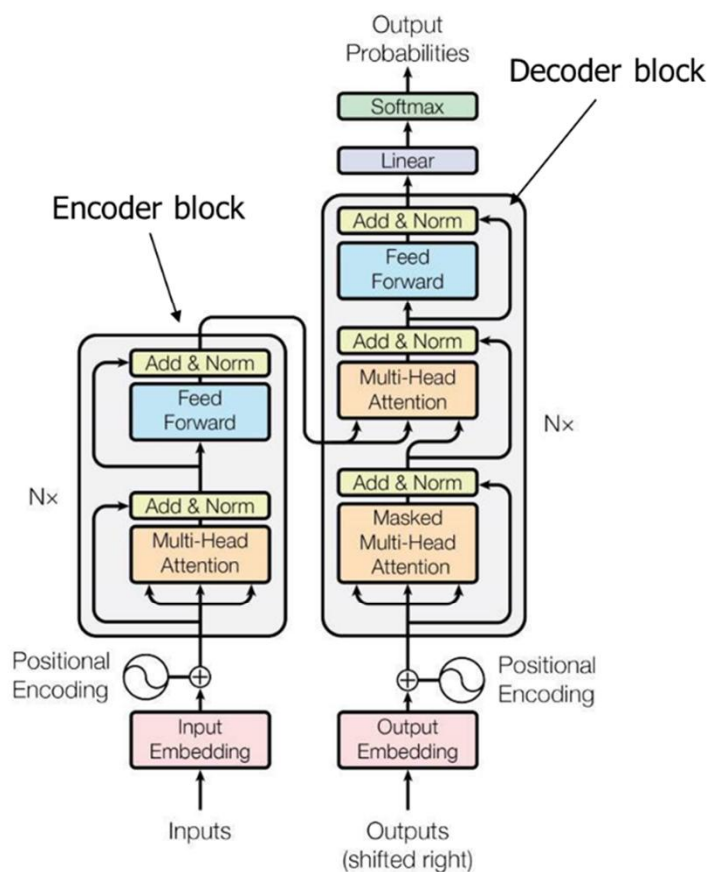 Output
Probabilities
Decoder block
Softmax
Linear
Encoder block
Add & Norm
Feed
Forward
Add & Norm
Multi-Head
Attention
Nx
Add & Norm
Masked
Multi-Head
Attention
Add & Norm
Feed
Forward
Nx
Add & Norm
Multi-Head
Attention
Positional
Encoding
Positional
Encoding
Input
Embedding
Output
Embedding
Inputs
Outputs
(shifted right)